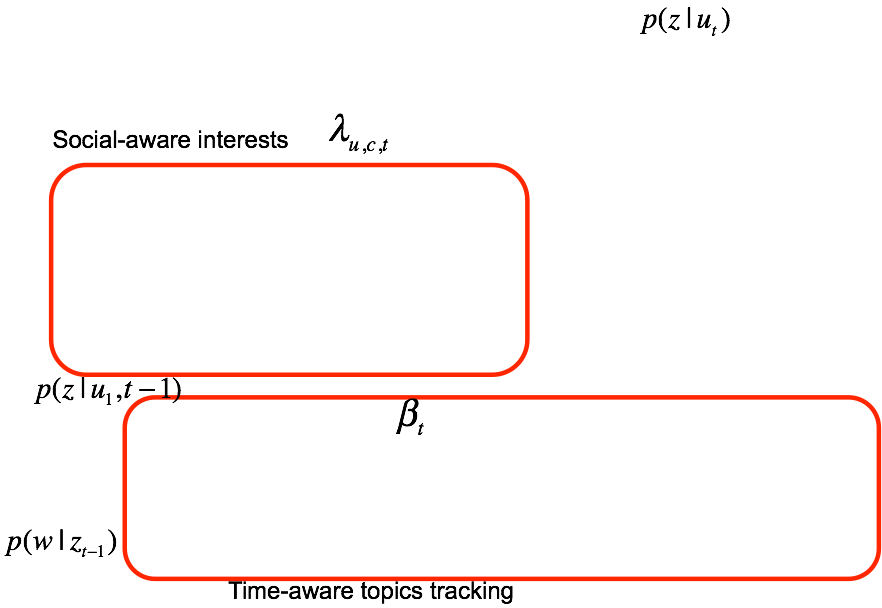 p(z|u_t)
Social-aware interests λ_{u,c,t}
p(z|u_1,t−1)
β_t
p(w|z_{t−1})
Time-aware topics tracking